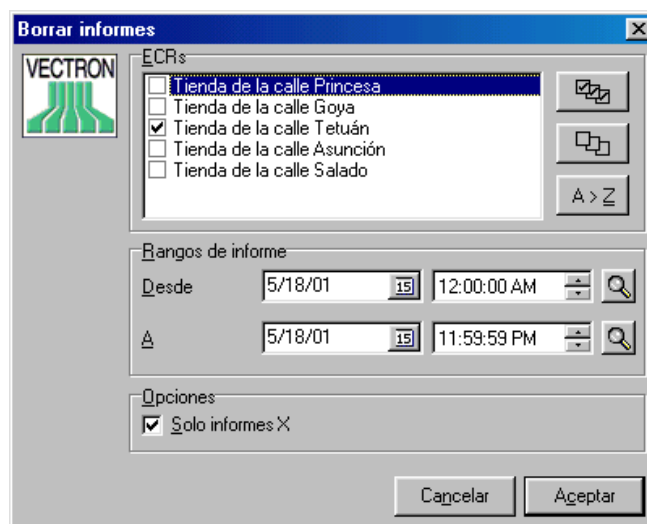 Borrar informes
VECTRON
ECRs
Tienda de la calle Princesa
Tienda de la calle Goya
Tienda de la calle Tetuán
Tienda de la calle Asunción
Tienda de la calle Salado
A > Z
Rangos de informe
Desde 5/18/01 15 12:00:00 AM
A 5/18/01 15 11:59:59 PM
Opciones
Solo informes X
Cancelar Aceptar